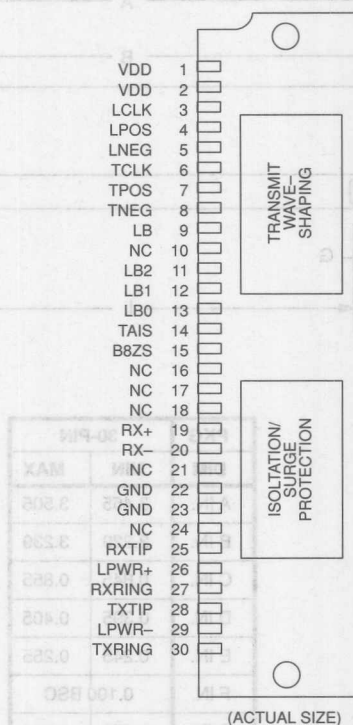 VDD 1
VDD 2
LCLK 3
LPOS 4
LNEG 5
TCLK 6
TPOS 7
TNEG 8
LB 9
NC 10
LB2 11
LB1 12
LB0 13
TAIS 14
B8ZS 15
NC 16
NC 17
NC 18
RX+ 19
RX– 20
NC 21
GND 22
GND 23
NC 24
RXTIP 25
LPWR+ 26
RXRING 27
TXTIP 28
LPWR– 29
TXRING 30
TRANSMIT
WAVE–
SHAPING
ISOLTATION/
SURGE
PROTECTION
(ACTUAL SIZE)